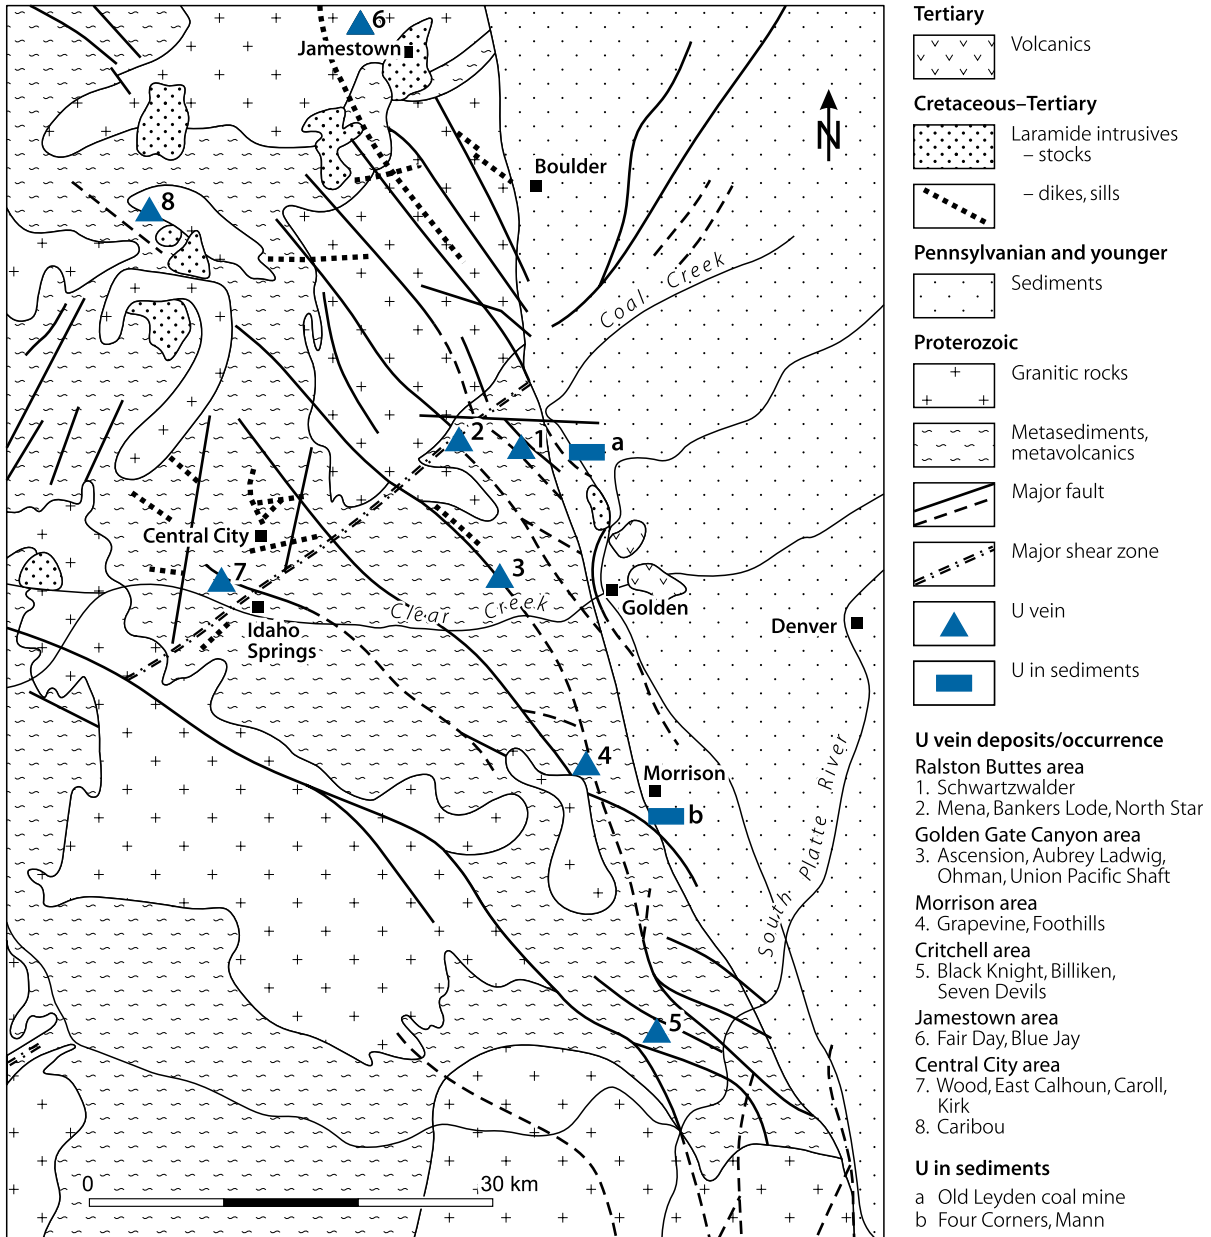 6
Jamestown
N
Boulder
8
Coal Creek
2
1
a
Central City
7
3
Clear Creek
Golden
Idaho
Springs
Denver
4
Morrison
b
South Platte River
5
0
30 km
Tertiary
Volcanics
Cretaceous–Tertiary
Laramide intrusives
– stocks
– dikes, sills
Pennsylvanian and younger
Sediments
Proterozoic
Granitic rocks
Metasediments,
metavolcanics
Major fault
Major shear zone
U vein
U in sediments
U vein deposits/occurrence
Ralston Buttes area
1. Schwartzwalder
2. Mena, Bankers Lode, North Star
Golden Gate Canyon area
3. Ascension, Aubrey Ladwig,
Ohman, Union Pacific Shaft
Morrison area
4. Grapevine, Foothills
Critchell area
5. Black Knight, Billiken,
Seven Devils
Jamestown area
6. Fair Day, Blue Jay
Central City area
7. Wood, East Calhoun, Caroll,
Kirk
8. Caribou
U in sediments
a Old Leyden coal mine
b Four Corners, Mann